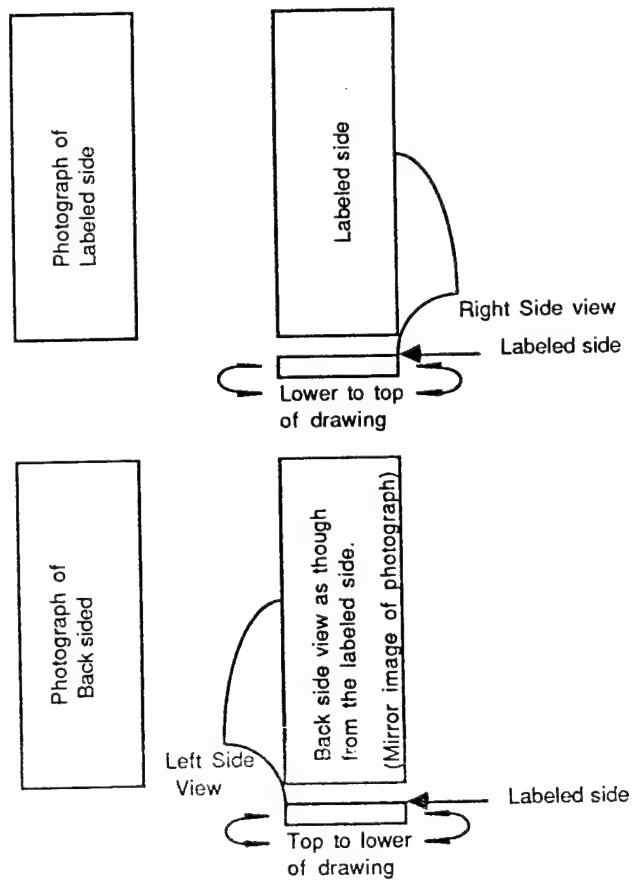 Photograph of
Labeled side
Labeled side
Right Side view
Labeled side
Lower to top
of drawing
Photograph of
Back sided
Back side view as though
from the labeled side.
(Mirror image of photograph)
Left Side
View
Labeled side
Top to lower
of drawing